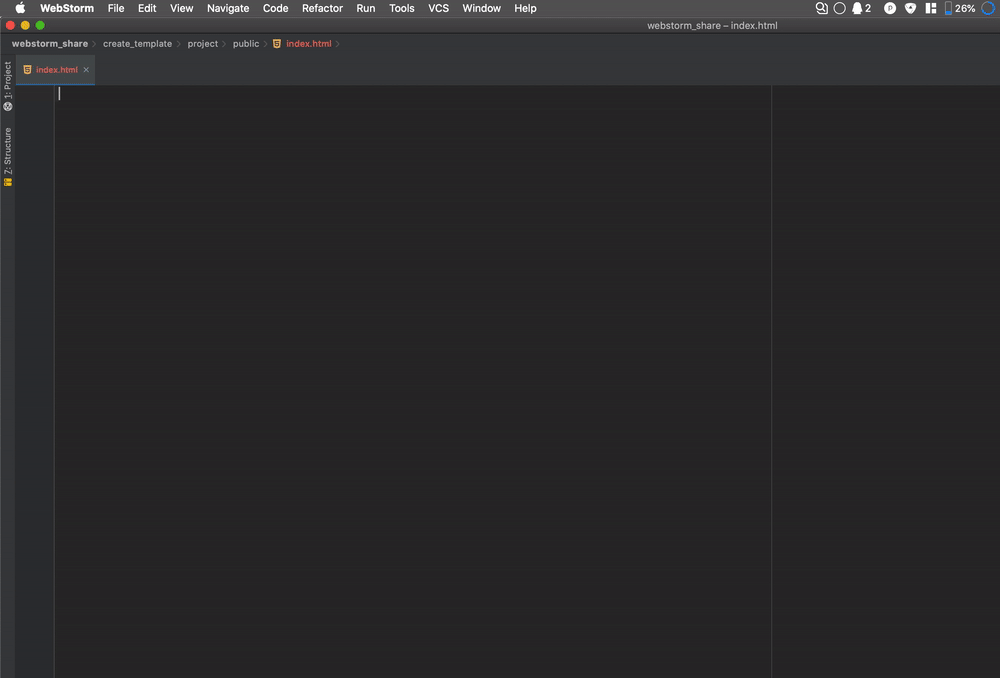 WebStorm File Edit View Navigate Code Refactor Run Tools VCS Window Help 2 P 26%
webstorm_share – index.html
webstorm_share create_template project public index.html
index.html
1: Project
7: Structure